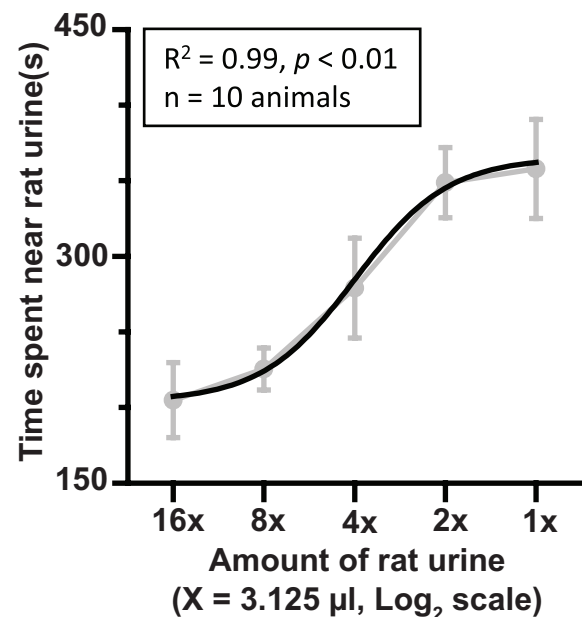 450
R² = 0.99, p < 0.01
n = 10 animals
Time spent near rat urine(s)
300
150
16x 8x 4x 2x 1x
Amount of rat urine
(X = 3.125 µl, Log₂ scale)